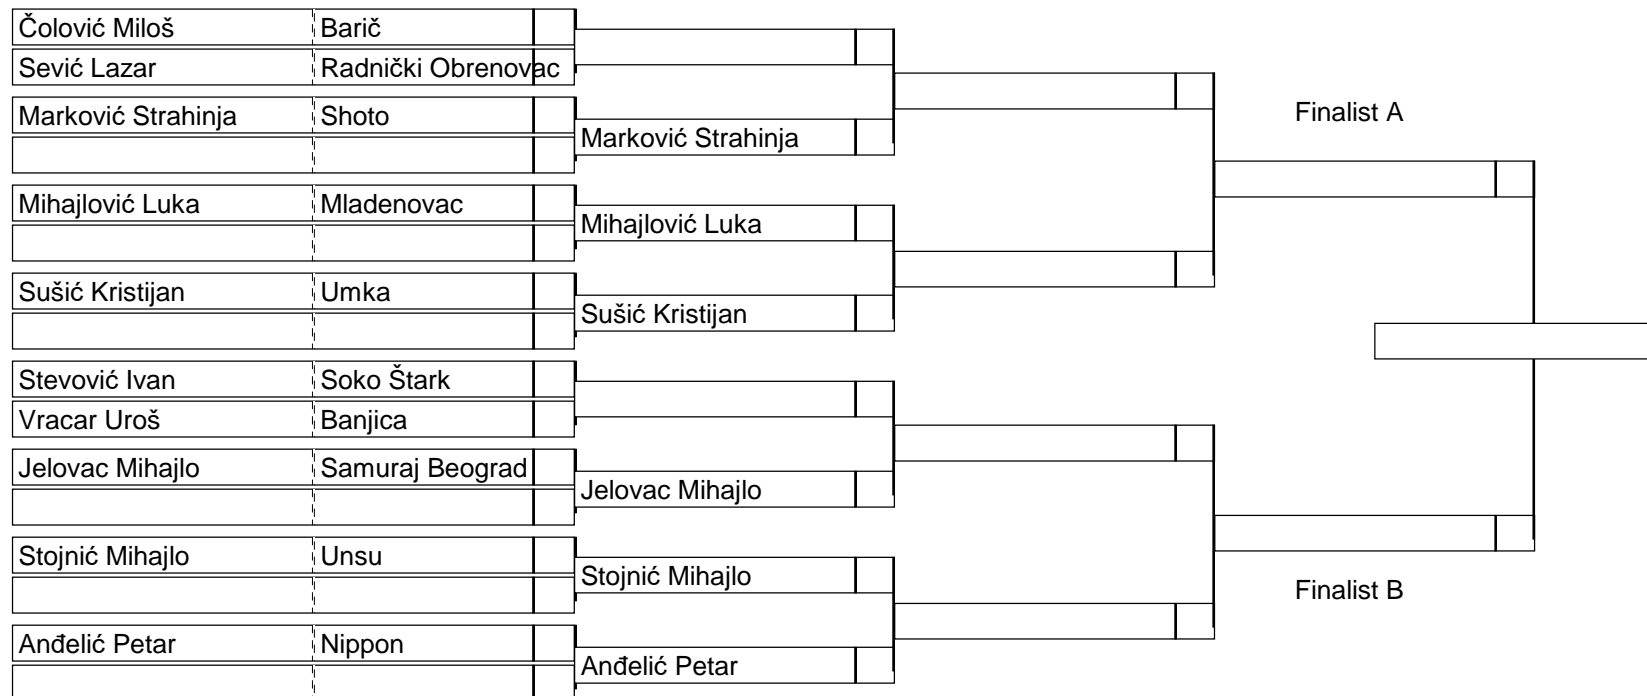 Čolović Miloš Barič
Sević Lazar Radnički Obrenovac
Marković Strahinja Shoto
Marković Strahinja
Mihajlović Luka Mladenovac
Mihajlović Luka
Sušić Kristijan Umka
Sušić Kristijan
Stevović Ivan Soko Štark
Vracar Uroš Banjica
Jelovac Mihajlo Samuraj Beograd
Jelovac Mihajlo
Stojnić Mihajlo Unsu
Stojnić Mihajlo
Anđelić Petar Nippon
Anđelić Petar
Finalist A
Finalist B